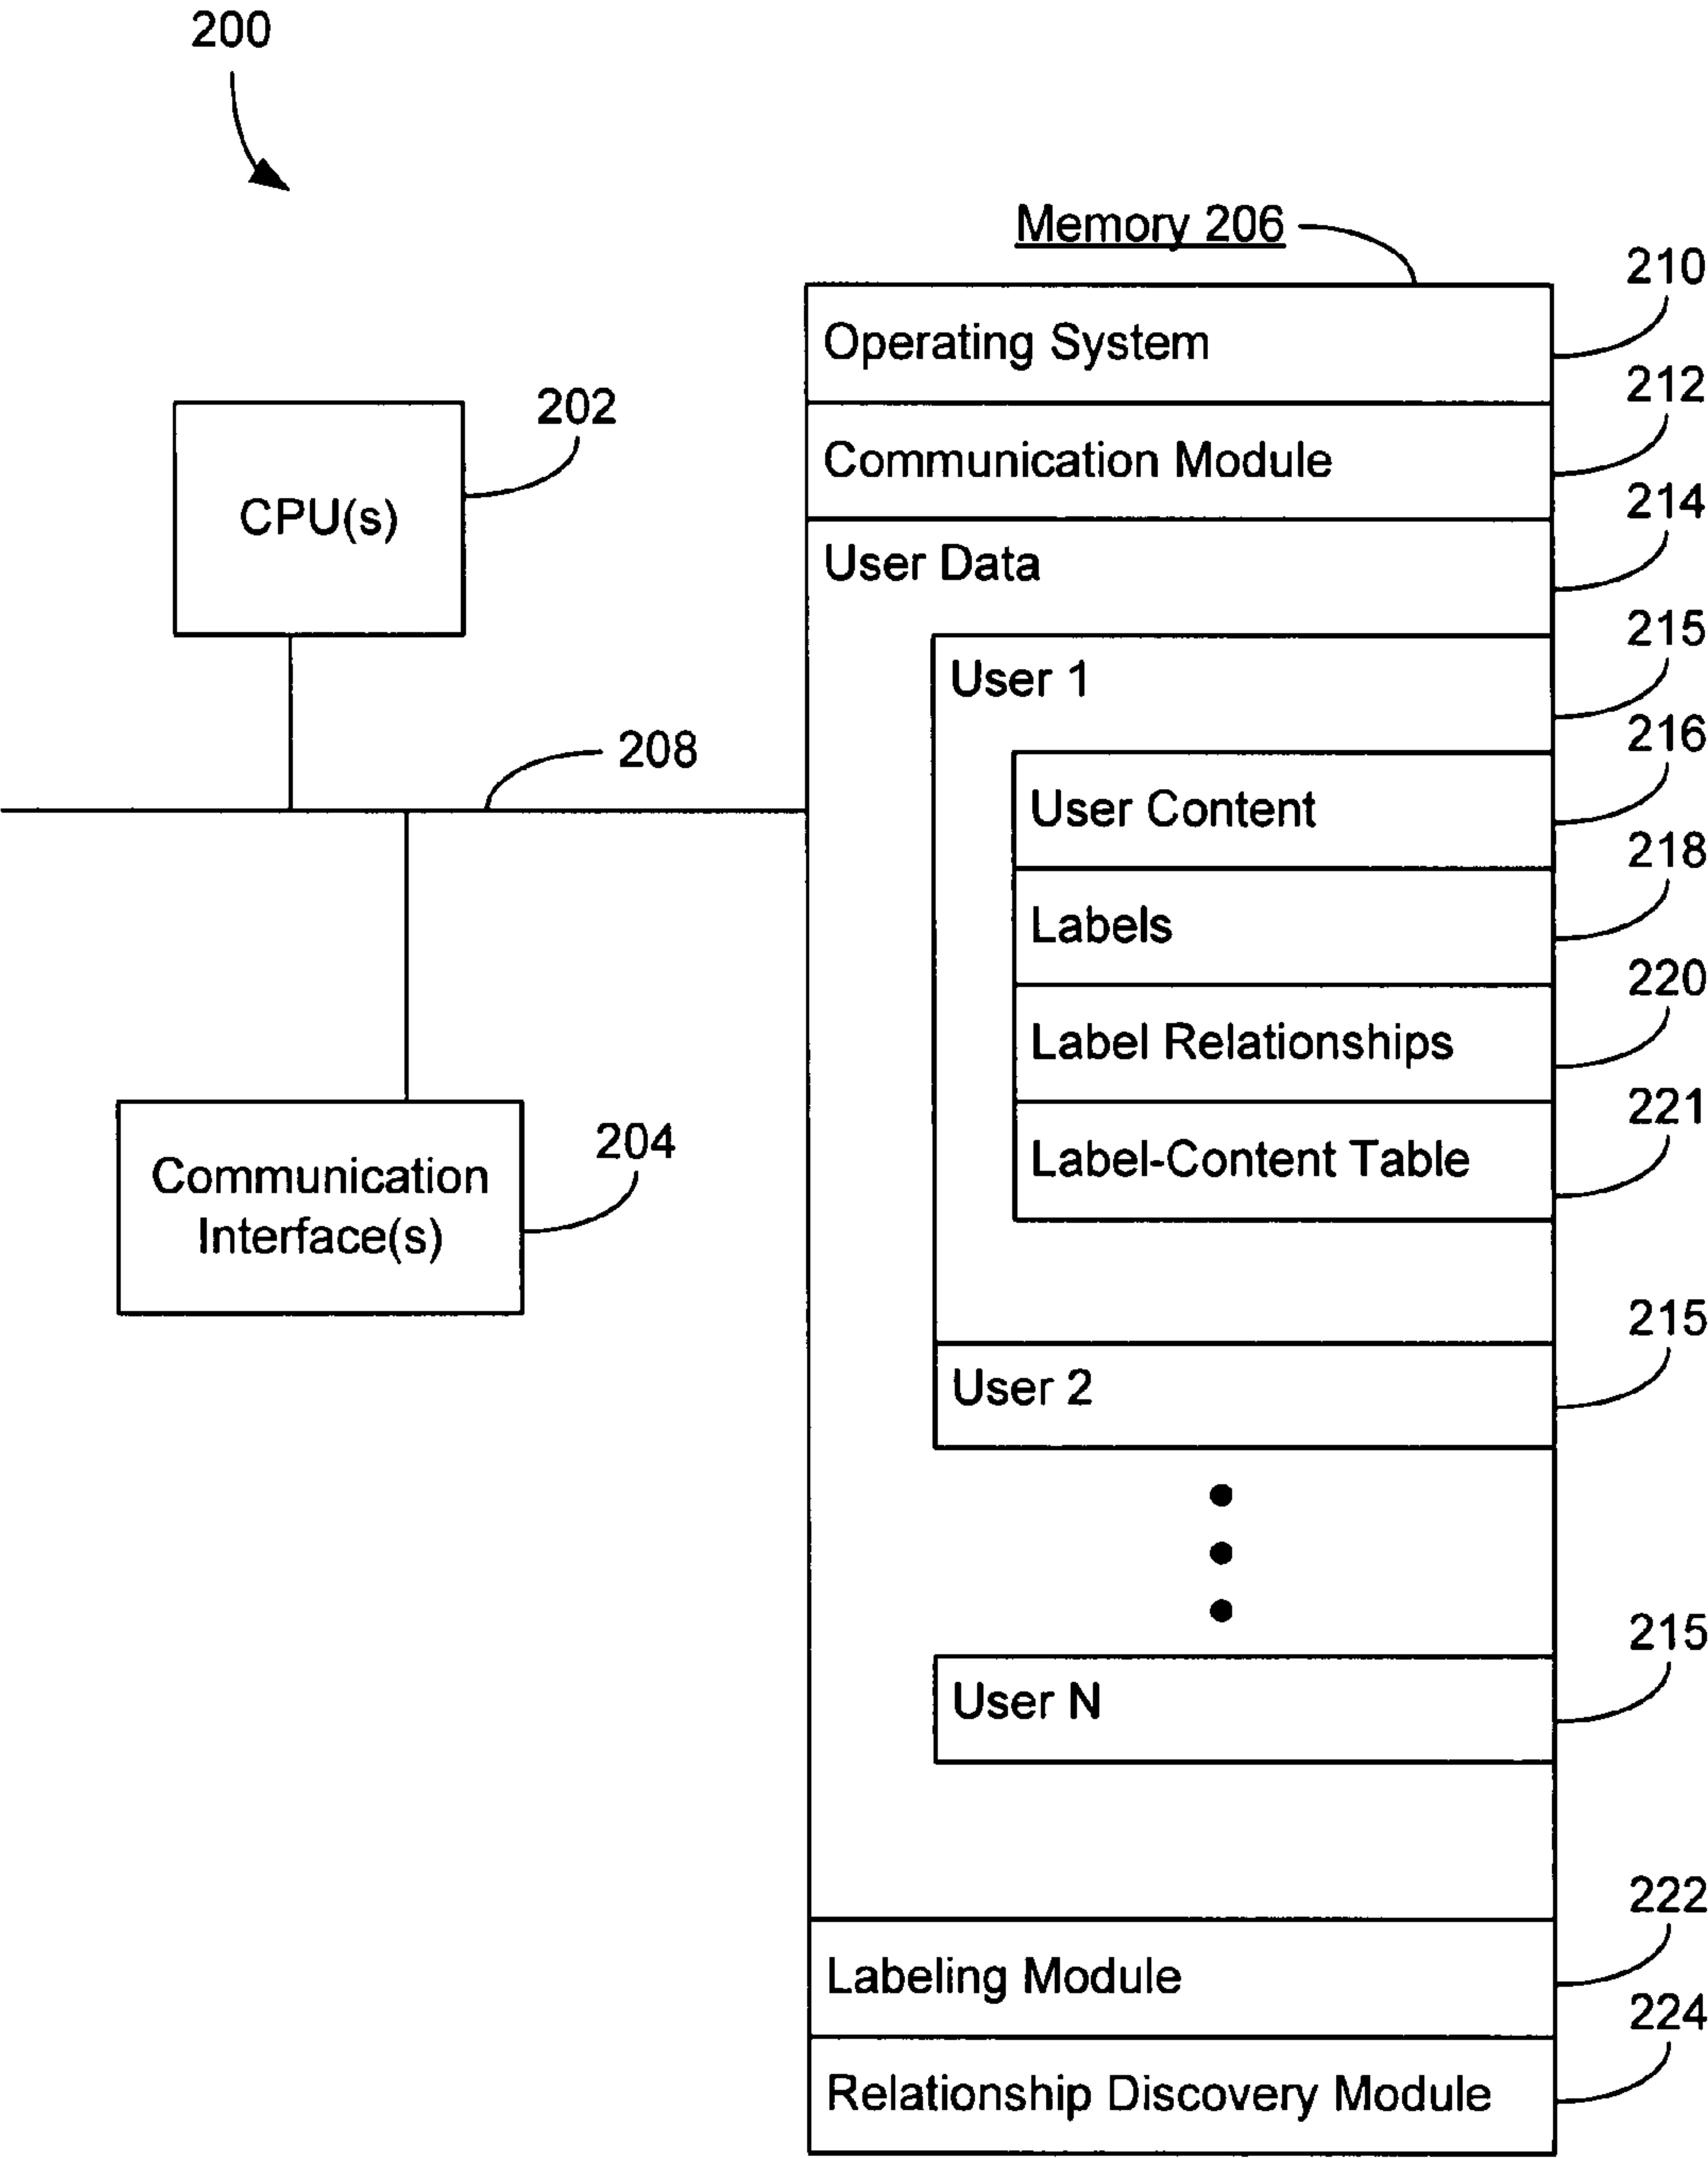 200
Memory 206
210
Operating System
212
202
Communication Module
CPU(s)
214
User Data
215
User 1
208
216
User Content
218
Labels
220
Label Relationships
221
204
Label-Content Table
Communication
Interface(s)
215
User 2
215
User N
222
Labeling Module
224
Relationship Discovery Module